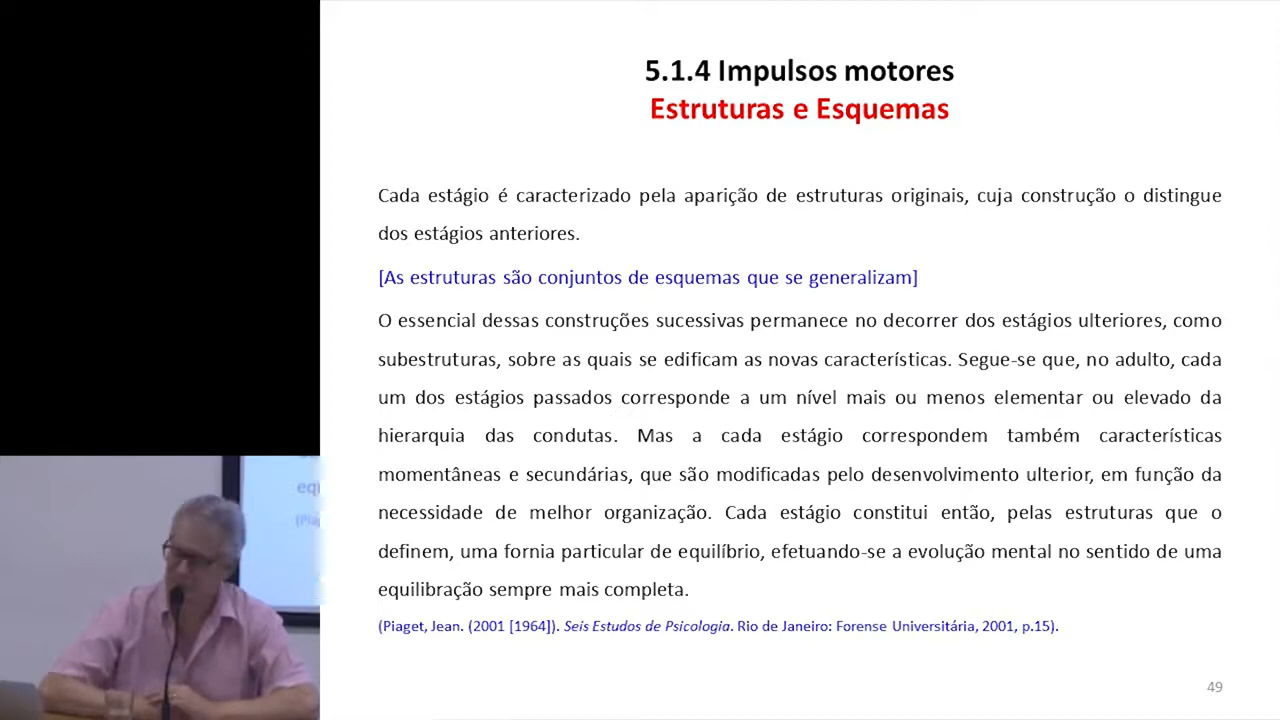 5.1.4 Impulsos motores
Estruturas e Esquemas
Cada estágio é caracterizado pela aparição de estruturas originais, cuja construção o distingue
dos estágios anteriores.
[As estruturas são conjuntos de esquemas que se generalizam]
O essencial dessas construções sucessivas permanece no decorrer dos estágios ulteriores, como
subestruturas, sobre as quais se edificam as novas características. Segue-se que, no adulto, cada
um dos estágios passados corresponde a um nível mais ou menos elementar ou elevado da
hierarquia das condutas. Mas a cada estágio correspondem também características
momentâneas e secundárias, que são modificadas pelo desenvolvimento ulterior, em função da
necessidade de melhor organização. Cada estágio constitui então, pelas estruturas que o
definem, uma fornia particular de equilíbrio, efetuando-se a evolução mental no sentido de uma
equilibração sempre mais completa.
(Piaget, Jean. (2001 [1964]). Seis Estudos de Psicologia. Rio de Janeiro: Forense Universitária, 2001, p.15).
49